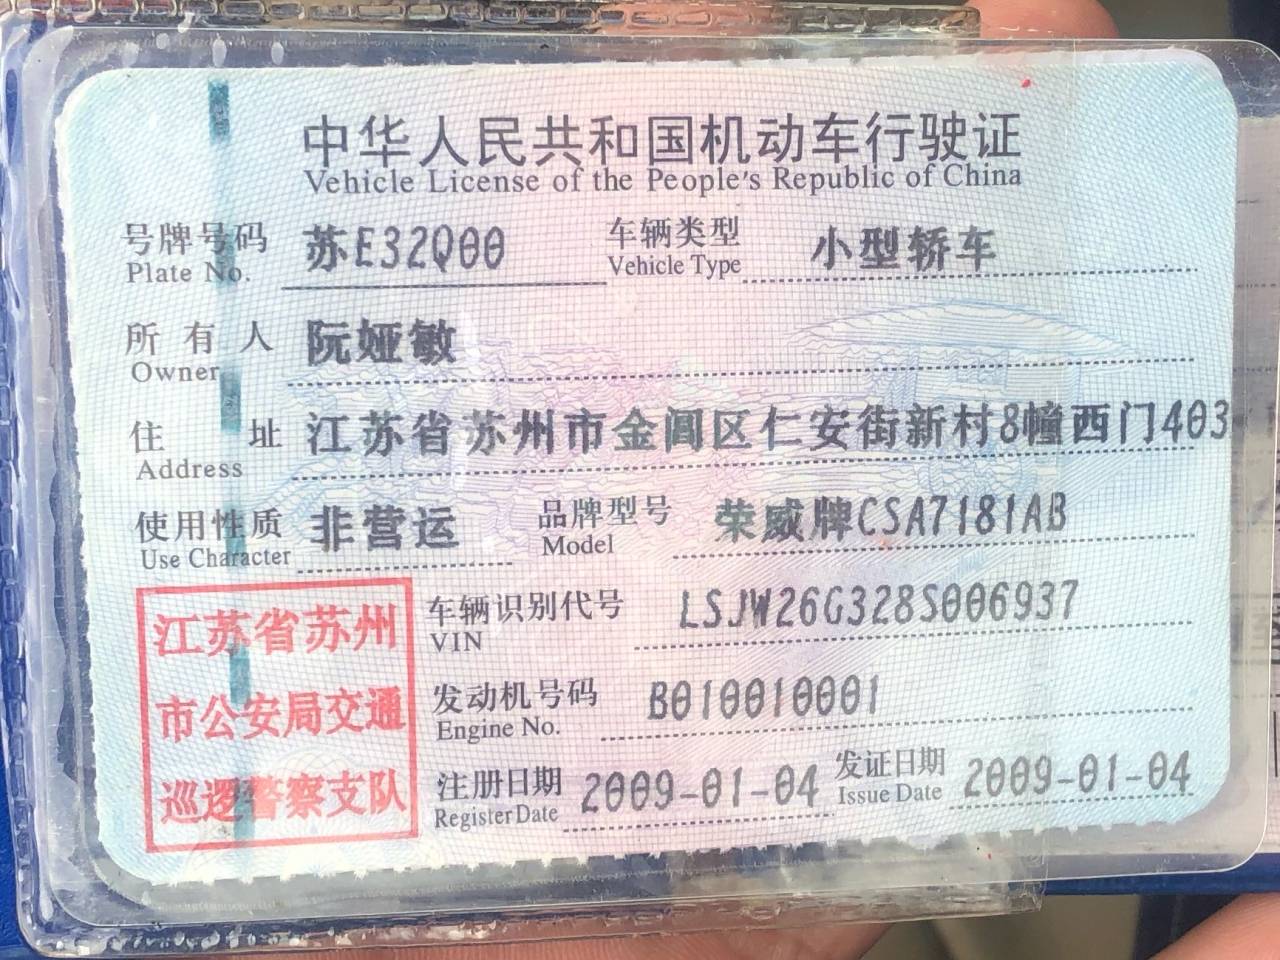 中华人民共和国机动车行驶证
Vehicle License of the People's Republic of China
号牌号码 苏E32Q00 车辆类型 小型轿车
Plate No. Vehicle Type
所有人 阮娅敏
Owner
住址 江苏省苏州市金阊区仁安街新村8幢西门403
Address
使用性质 非营运 品牌型号 荣威牌CSA7181AB
Use Character Model
江苏省苏州
市公安局交通
巡逻警察支队
车辆识别代号 LSJW26G328S006937
VIN
发动机号码 B010010001
Engine No.
注册日期 2009-01-04 发证日期 2009-01-04
Register Date Issue Date